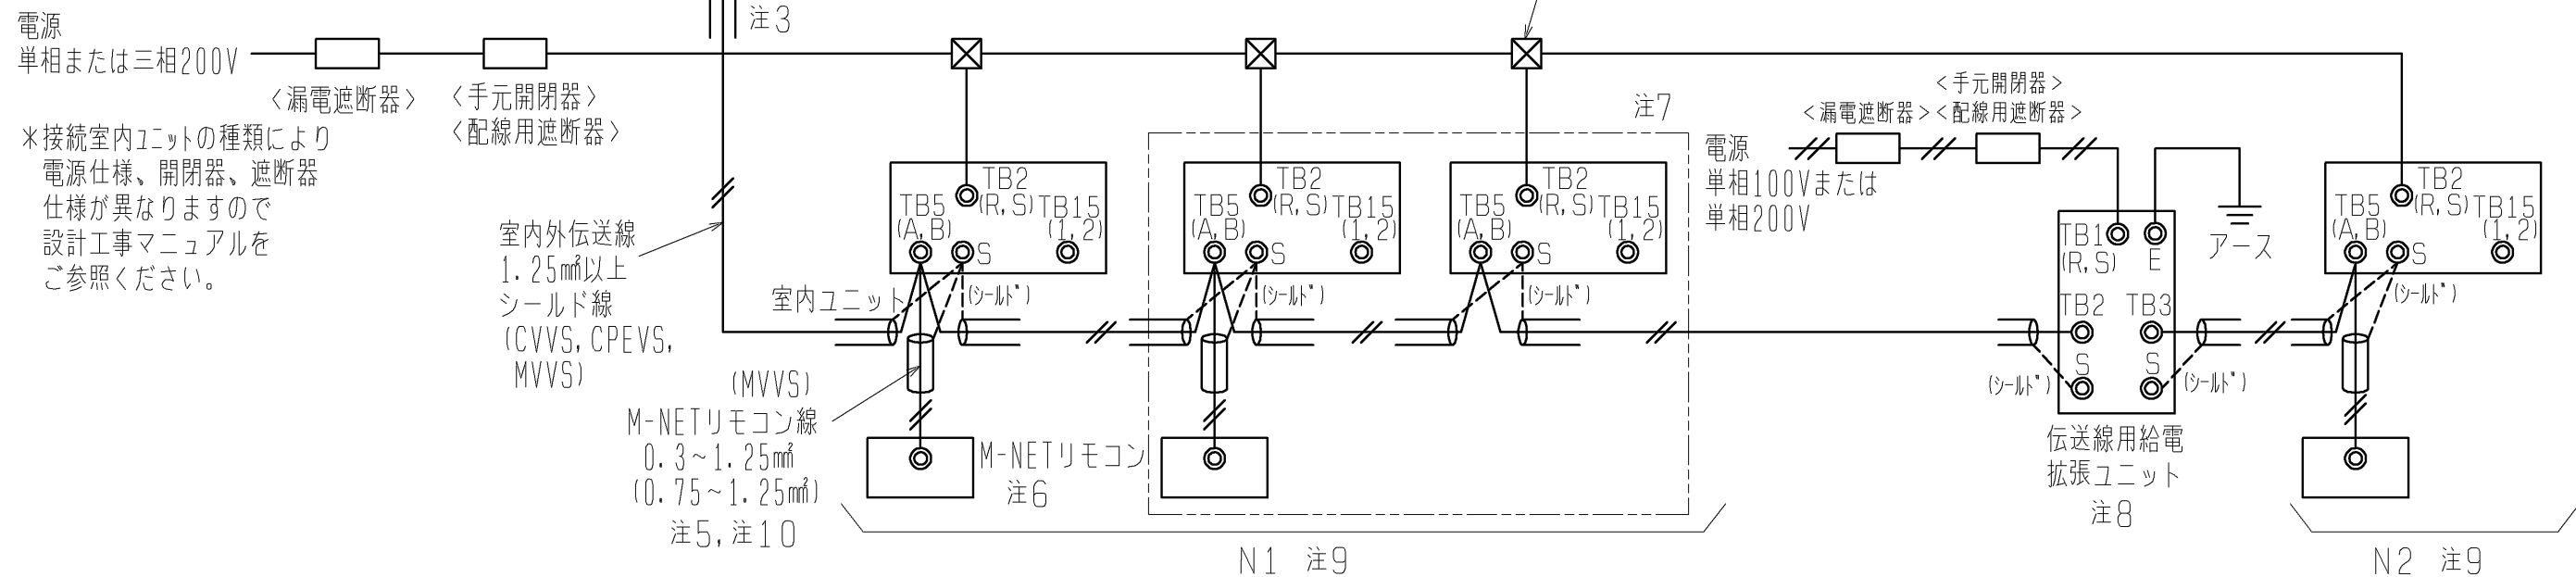 電源
単相または三相200V
<漏電遮断器>
<手元開閉器>
<配線用遮断器>
注3
*接続室内ユニットの種類により
電源仕様、開閉器、遮断器
仕様が異なりますので
設計工事マニュアルを
ご参照ください。
室内外伝送線
1.25㎟以上
シールド線
(CVVS, CPEVS,
MVVS)
(MVVS)
M-NETリモコン線
0.3~1.25㎟
(0.75~1.25㎟)
注5, 注10
室内ユニット
TB2
(R, S)
TB5
(A, B)
S
TB15
(1, 2)
(シールド)
M-NETリモコン
注6
TB2
(R, S)
TB5
(A, B)
S
TB15
(1, 2)
(シールド)
注7
TB2
(R, S)
TB5
(A, B)
S
TB15
(1, 2)
(シールド)
N1 注9
電源
単相100Vまたは
単相200V
<漏電遮断器>
<手元開閉器>
<配線用遮断器>
アース
TB1
(R, S)
E
TB2
TB3
S
S
(シールド)
(シールド)
伝送線用給電
拡張ユニット
注8
TB2
(R, S)
TB5
(A, B)
S
TB15
(1, 2)
(シールド)
N2 注9